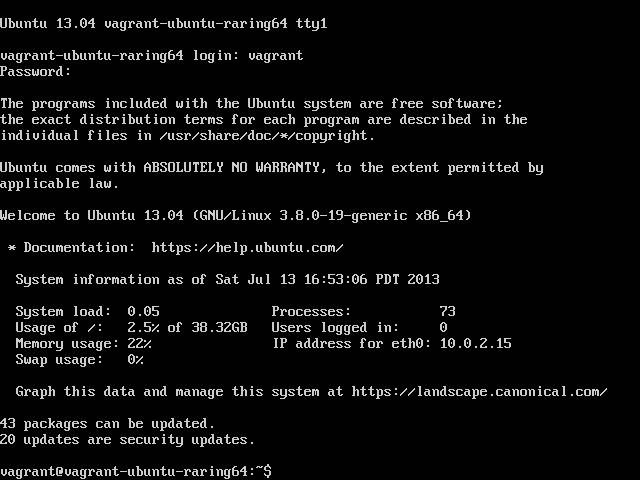 Ubuntu 13.04 vagrant-ubuntu-raring64 tty1
vagrant-ubuntu-raring64 login: vagrant
Password:
The programs included with the Ubuntu system are free software;
the exact distribution terms for each program are described in the
individual files in /usr/share/doc/*/copyright.
Ubuntu comes with ABSOLUTELY NO WARRANTY, to the extent permitted by
applicable law.
Welcome to Ubuntu 13.04 (GNU/Linux 3.8.0-19-generic x86_64)
* Documentation:  https://help.ubuntu.com/
System information as of Sat Jul 13 16:53:06 PDT 2013
System load:  0.05              Processes:           73
Usage of /:   2.5% of 38.32GB   Users logged in:     0
Memory usage: 22%               IP address for eth0: 10.0.2.15
Swap usage:   0%
Graph this data and manage this system at https://landscape.canonical.com/
43 packages can be updated.
20 updates are security updates.
vagrant@vagrant-ubuntu-raring64:~$